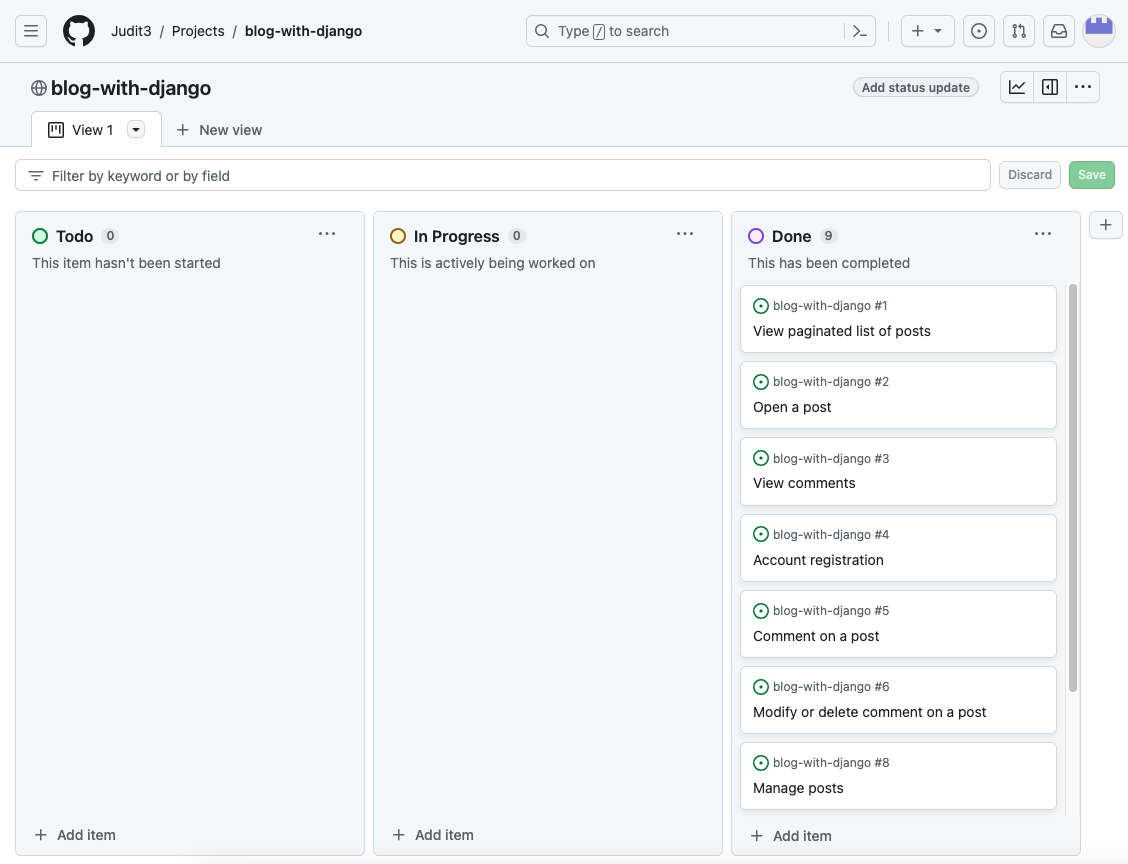 Judit3 / Projects / blog-with-django
Type / to search
blog-with-django
Add status update
View 1
New view
Filter by keyword or by field
Discard
Save
Todo 0
This item hasn't been started
Add item
In Progress 0
This is actively being worked on
Add item
Done 9
This has been completed
blog-with-django #1
View paginated list of posts
blog-with-django #2
Open a post
blog-with-django #3
View comments
blog-with-django #4
Account registration
blog-with-django #5
Comment on a post
blog-with-django #6
Modify or delete comment on a post
blog-with-django #8
Manage posts
Add item